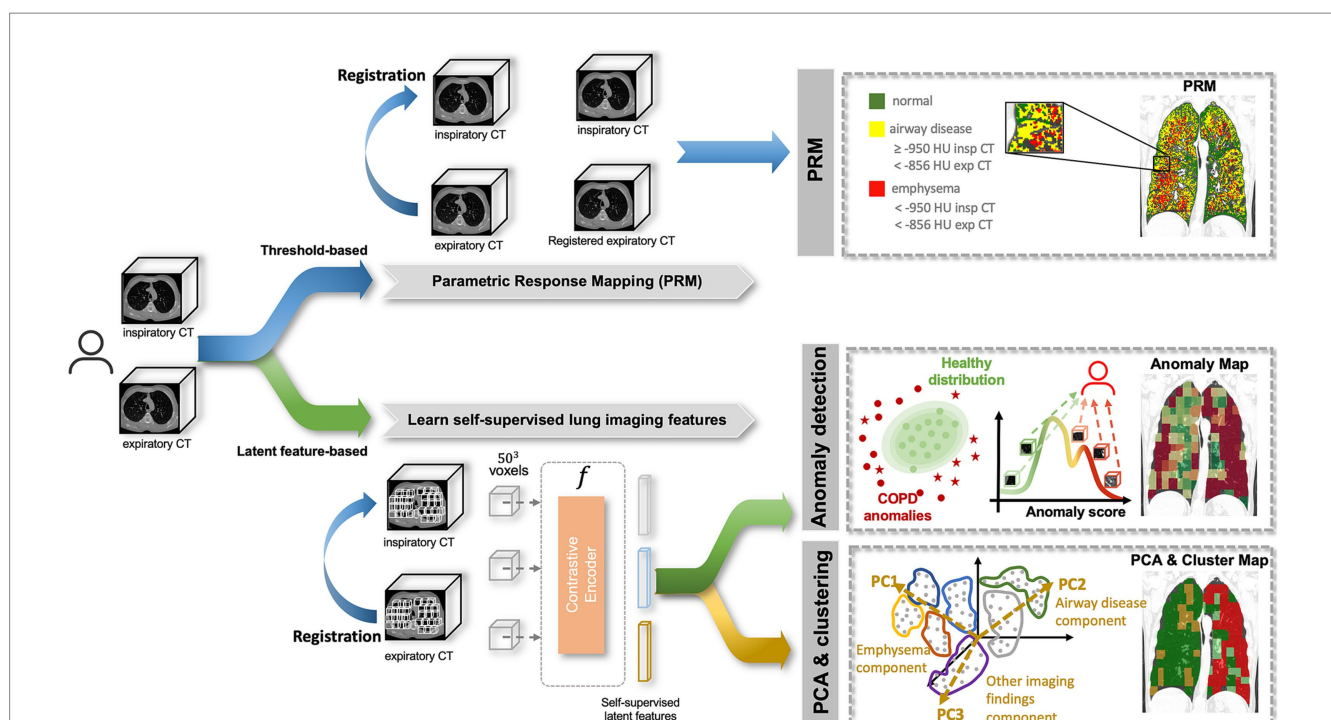 Registration
inspiratory CT
inspiratory CT
expiratory CT
Registered expiratory CT
PRM
PRM
normal
airway disease
≥ -950 HU insp CT
< -856 HU exp CT
emphysema
< -950 HU insp CT
< -856 HU exp CT
Threshold-based
Parametric Response Mapping (PRM)
inspiratory CT
expiratory CT
Latent feature-based
Learn self-supervised lung imaging features
inspiratory CT
Registration
expiratory CT
50³
voxels
f
Contrastive
Encoder
Self-supervised
latent features
Anomaly detection
Healthy
distribution
COPD
anomalies
Anomaly score
Anomaly Map
PCA & clustering
PC1
PC2
Airway disease
component
Emphysema
component
Other imaging
findings
component
PC3
PCA & Cluster Map